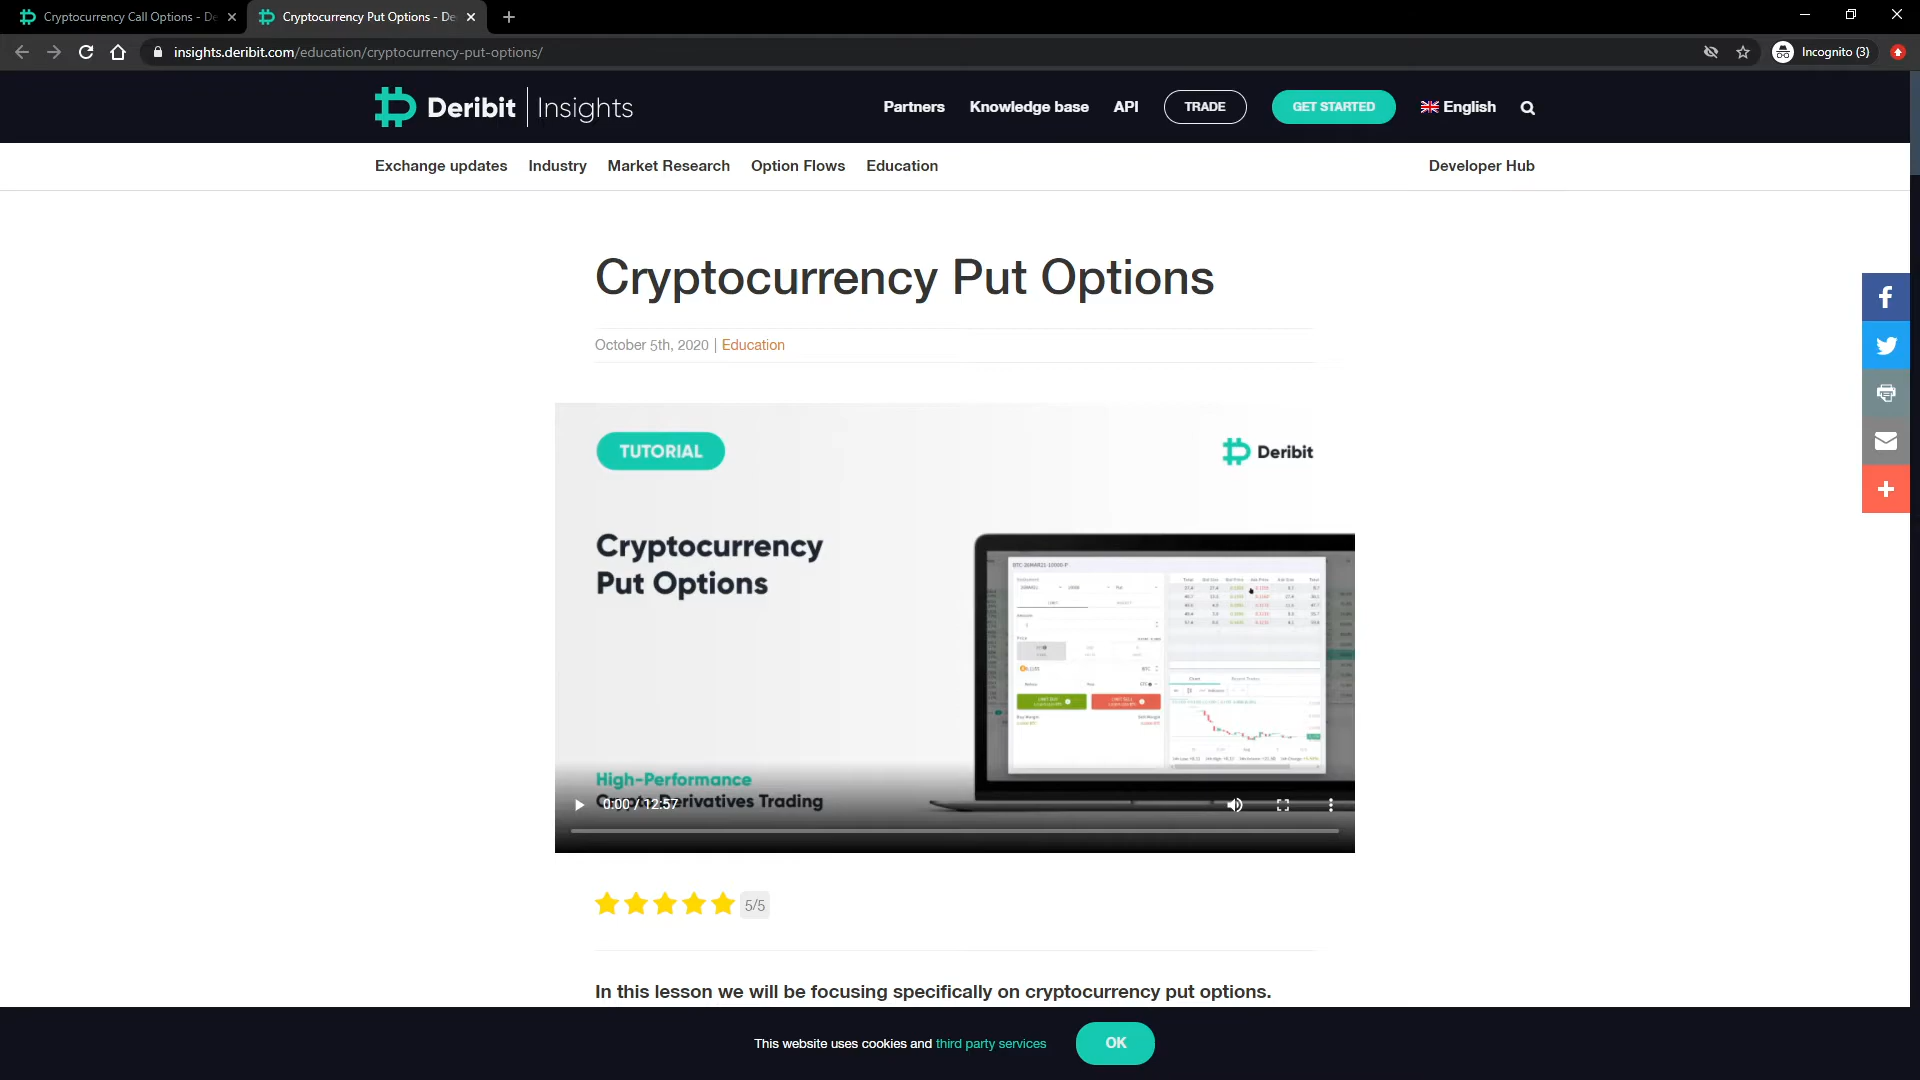 Cryptocurrency Call Options - De
Cryptocurrency Put Options - De
insights.deribit.com/education/cryptocurrency-put-options/
Incognito (3)
Deribit Insights
Partners
Knowledge base
API
TRADE
GET STARTED
English
Exchange updates
Industry
Market Research
Option Flows
Education
Developer Hub
Cryptocurrency Put Options
October 5th, 2020 | Education
TUTORIAL
Deribit
Cryptocurrency
Put Options
High-Performance
Crypto Derivatives Trading
0:00 / 12:57
5/5
In this lesson we will be focusing specifically on cryptocurrency put options.
This website uses cookies and third party services
OK